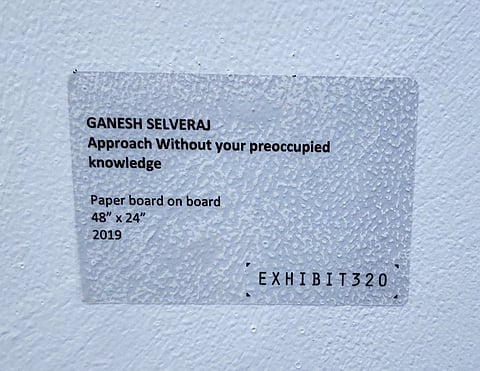 GANESH SELVERAJ
Approach Without your preoccupied
knowledge
Paper board on board
48” x 24”
2019
EXHIBIT320